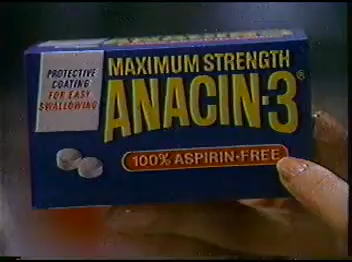 PROTECTIVE
COATING
FOR EASY
SWALLOWING
MAXIMUM STRENGTH
ANACIN-3®
100% ASPIRIN-FREE